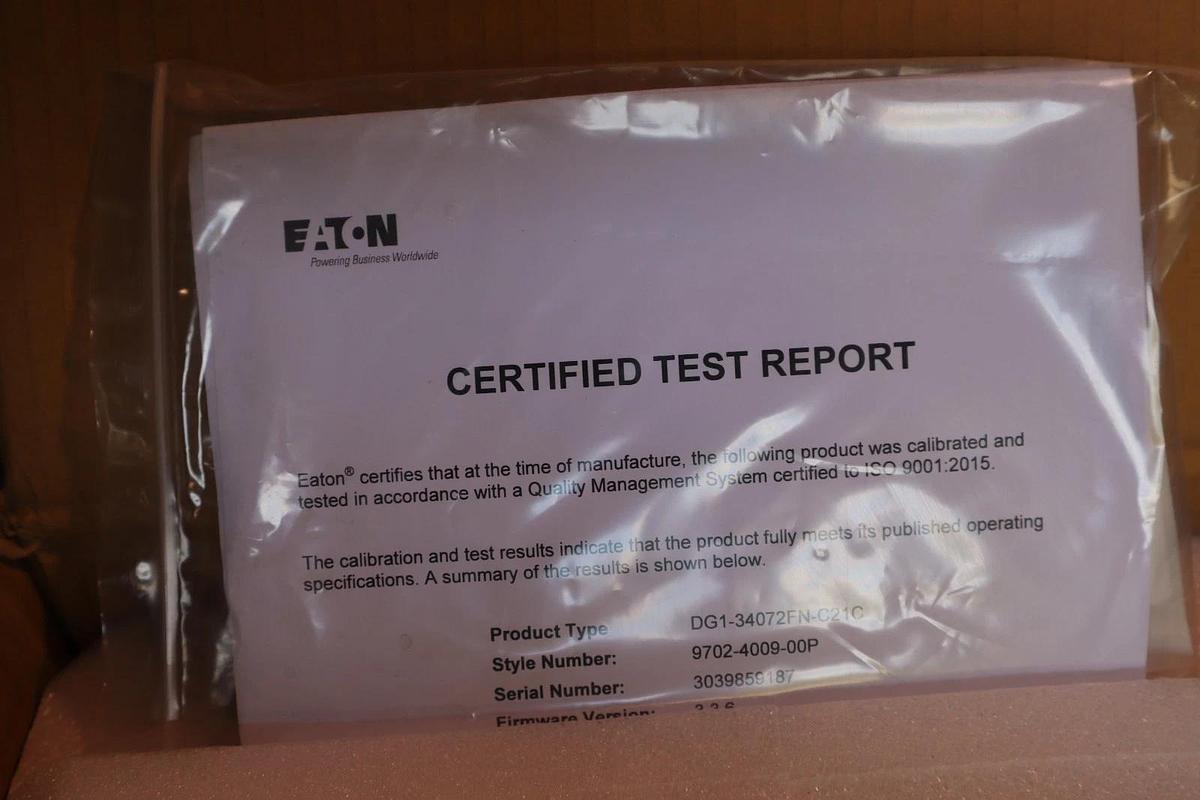 EATON
Powering Business Worldwide
CERTIFIED TEST REPORT
Eaton® certifies that at the time of manufacture, the following product was calibrated and
tested in accordance with a Quality Management System certified to ISO 9001:2015.
The calibration and test results indicate that the product fully meets its published operating
specifications. A summary of the results is shown below.
Product Type DG1-34072FN-C21C
Style Number: 9702-4009-00P
Serial Number: 3039859187
Firmware Version: